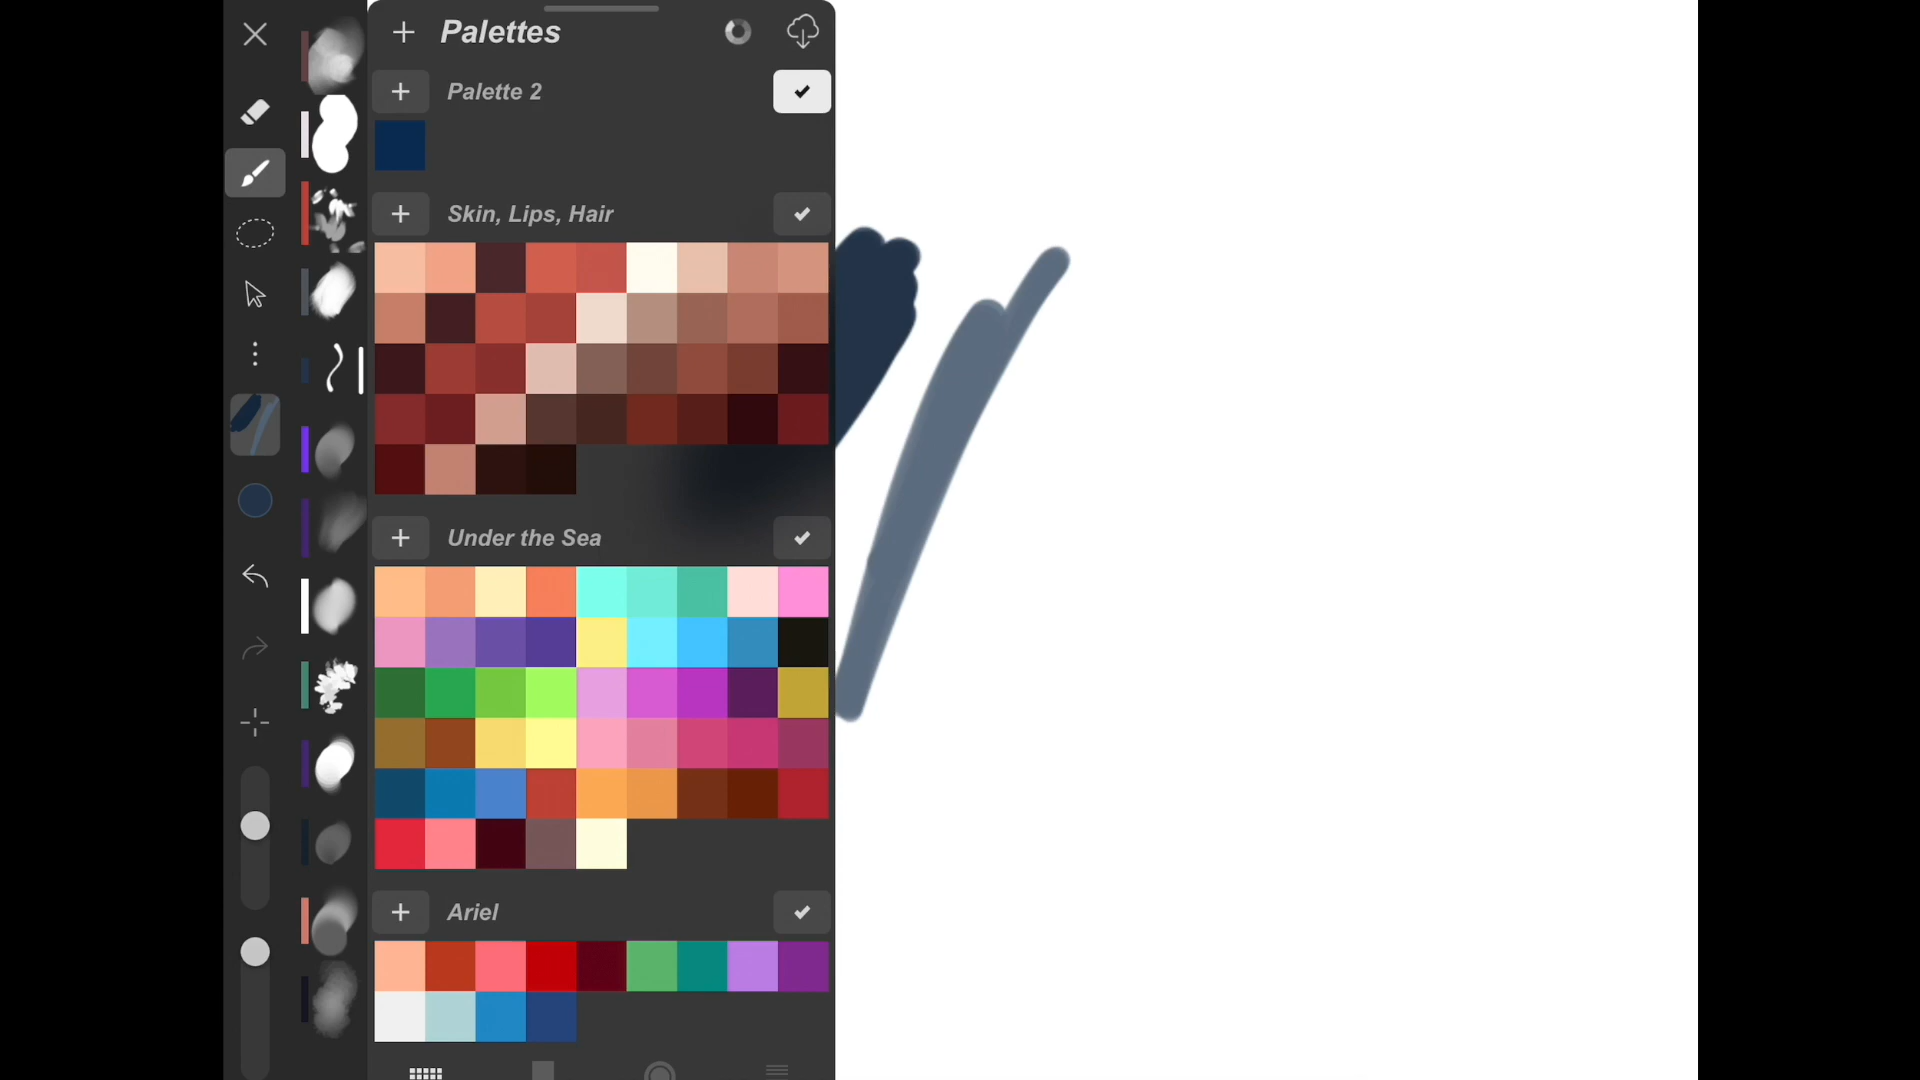 Palettes
Palette 2
Skin, Lips, Hair
Under the Sea
Ariel